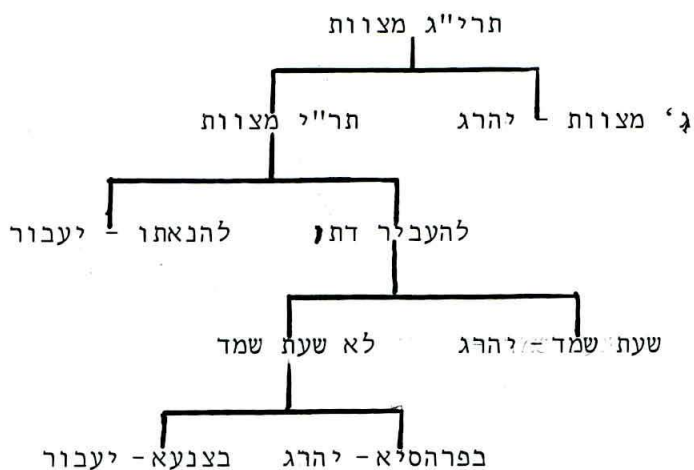 תרי"ג מצוות
ג' מצוות - יהרג תר"י מצוות
להעביר דתו להנאתו - יעבור
שעת שמד - יהרג לא שעת שמד
בפרהסיא - יהרג בצנעא - יעבור